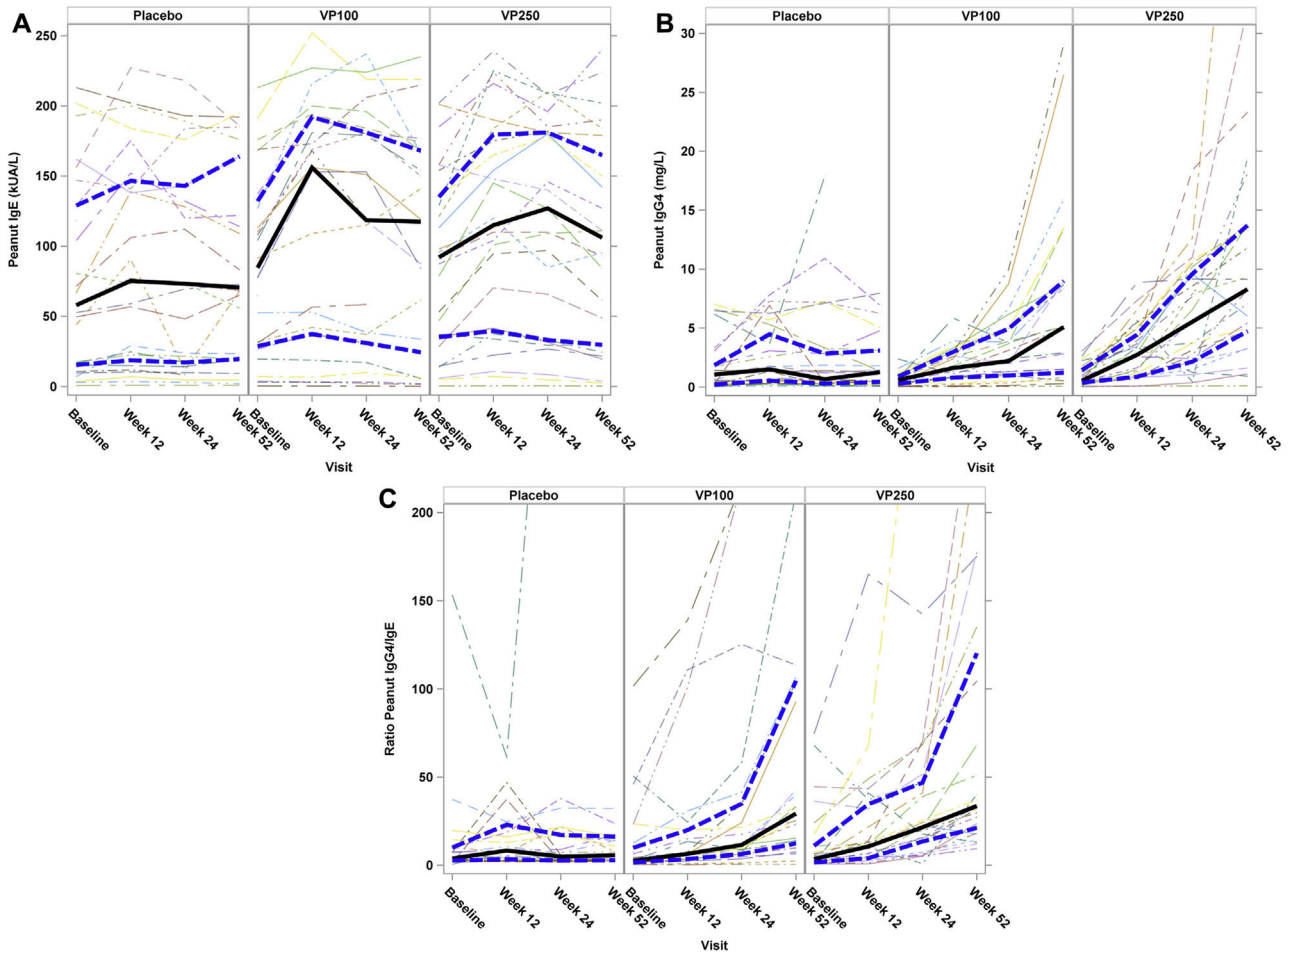 A
Placebo
VP100
VP250
Peanut IgE (kUA/L)
250
200
150
100
50
0
Baseline
Week 12
Week 24
Week 52
Baseline
Week 12
Week 24
Week 52
Baseline
Week 12
Week 24
Week 52
Visit
B
Placebo
VP100
VP250
Peanut IgG4 (mg/L)
30
25
20
15
10
5
0
Baseline
Week 12
Week 24
Week 52
Baseline
Week 12
Week 24
Week 52
Baseline
Week 12
Week 24
Week 52
Visit
C
Placebo
VP100
VP250
Ratio Peanut IgG4/IgE
200
150
100
50
0
Baseline
Week 12
Week 24
Week 52
Baseline
Week 12
Week 24
Week 52
Baseline
Week 12
Week 24
Week 52
Visit